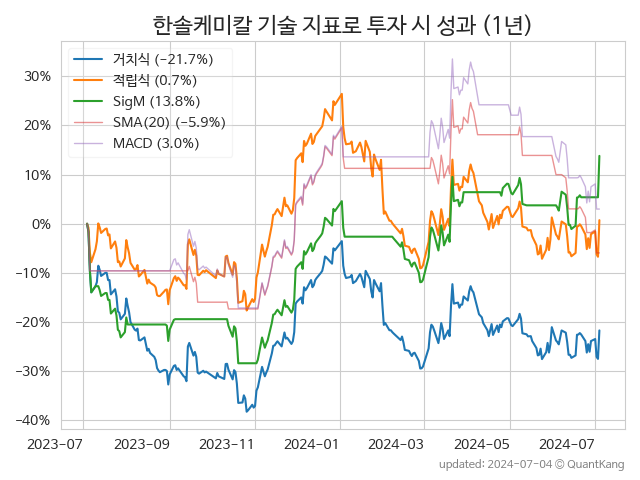 한솔케미칼 기술 지표로 투자 시 성과 (1년)
거치식 (−21.7%)
적립식 (0.7%)
SigM (13.8%)
SMA(20) (−5.9%)
MACD (3.0%)
30%
20%
10%
0%
−10%
−20%
−30%
−40%
2023−07 2023−09 2023−11 2024−01 2024−03 2024−05 2024−07
updated: 2024-07-04 © QuantKang